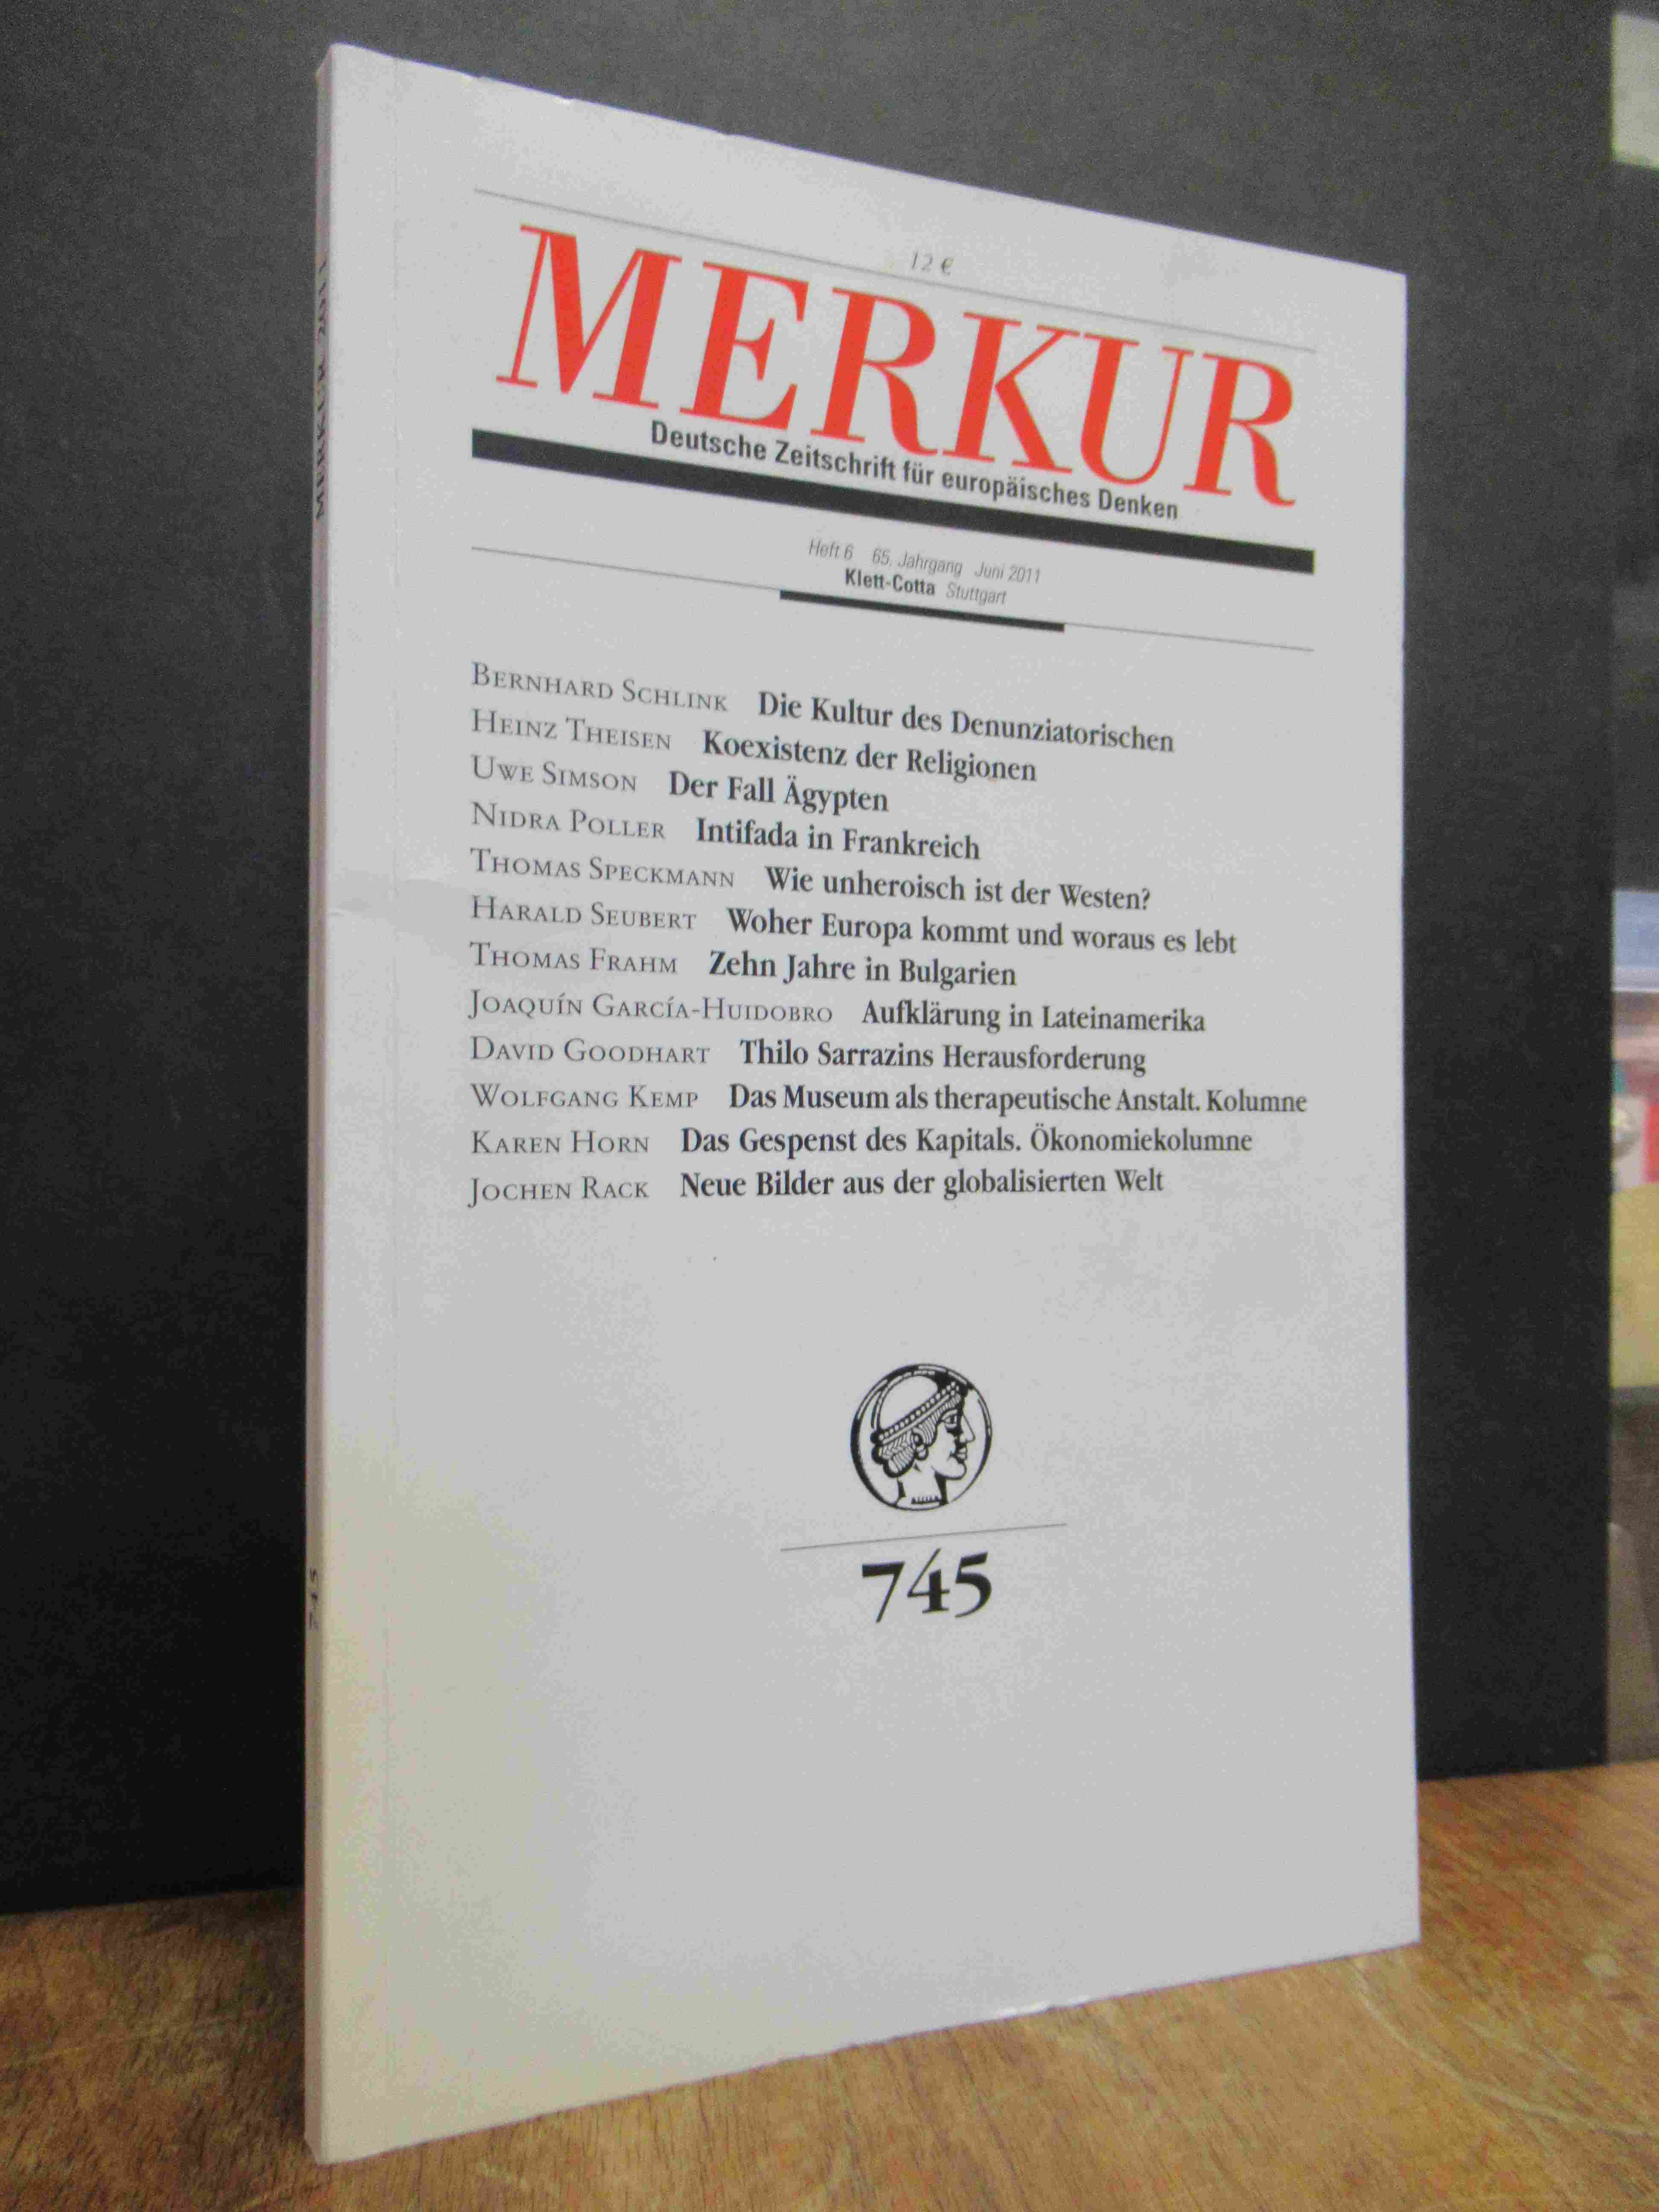 12 €
MERKUR
Deutsche Zeitschrift für europäisches Denken
Heft 6 65. Jahrgang Juni 2011
Klett-Cotta Stuttgart
BERNHARD SCHLINK Die Kultur des Denunziatorischen
HEINZ THEISEN Koexistenz der Religionen
UWE SIMSON Der Fall Ägypten
NIDRA POLLER Intifada in Frankreich
THOMAS SPECKMANN Wie unheroisch ist der Westen?
HARALD SEUBERT Woher Europa kommt und woraus es lebt
THOMAS FRAHM Zehn Jahre in Bulgarien
JOAQUÍN GARCÍA-HUIDOBRO Aufklärung in Lateinamerika
DAVID GOODHART Thilo Sarrazins Herausforderung
WOLFGANG KEMP Das Museum als therapeutische Anstalt. Kolumne
KAREN HORN Das Gespenst des Kapitals. Ökonomiekolumne
JOCHEN RACK Neue Bilder aus der globalisierten Welt
745
MERKUR 2011
745